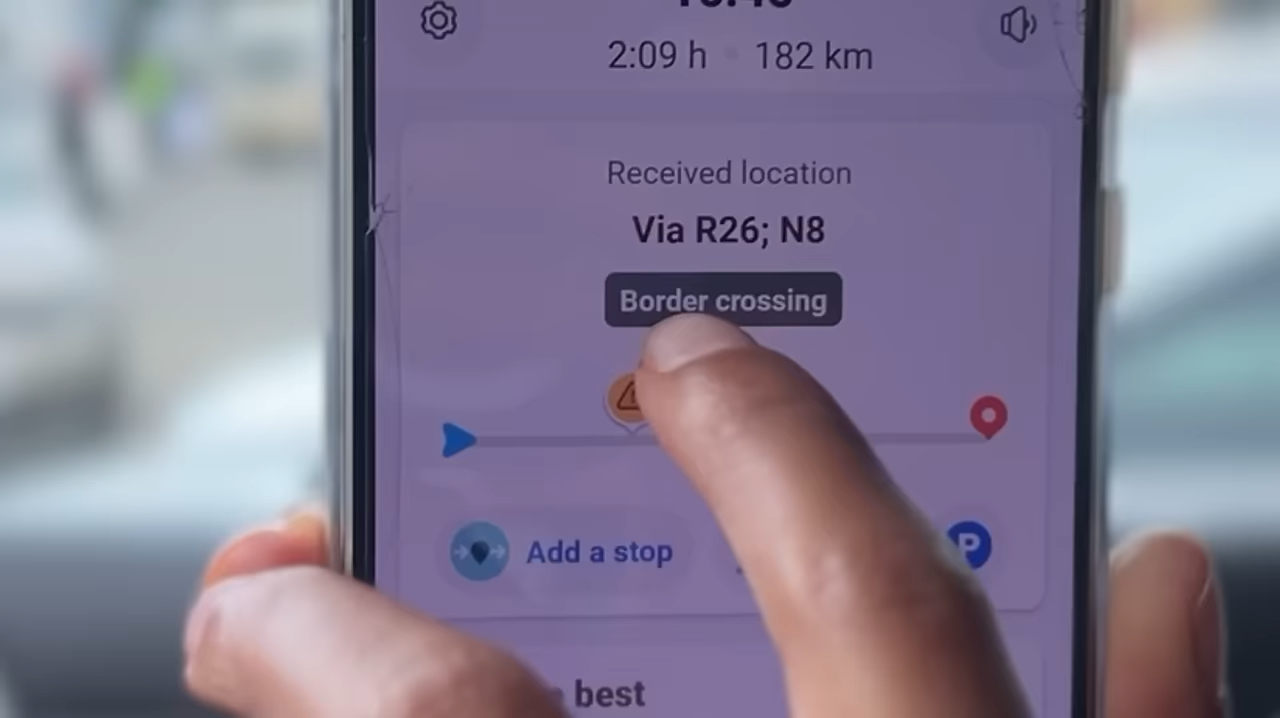 2:09 h 182 km
Received location
Via R26; N8
Border crossing
Add a stop
P
best